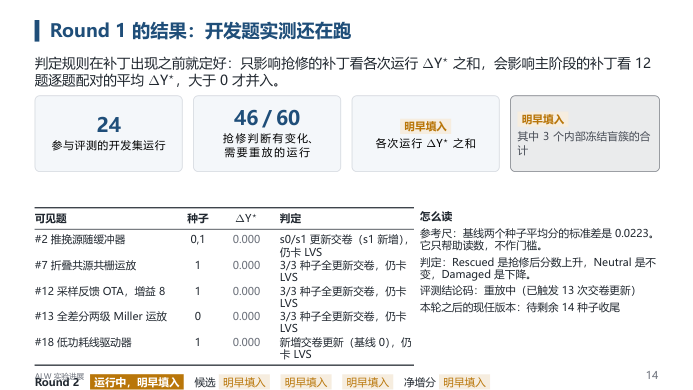 Round 1 的结果：开发题实测还在跑
判定规则在补丁出现之前就定好：只影响抢修的补丁看各次运行 ΔY* 之和，会影响主阶段的补丁看 12
题逐题配对的平均 ΔY*，大于 0 才并入。
24
参与评测的开发集运行
46 / 60
抢修判断有变化、
需要重放的运行
明早填入
各次运行 ΔY* 之和
明早填入
其中 3 个内部冻结盲簇的合
计
可见题 种子 ΔY* 判定
#2 推挽源随缓冲器 0,1 0.000 s0/s1 更新交卷（s1 新增），
仍卡 LVS
#7 折叠共源共栅运放 1 0.000 3/3 种子全更新交卷，仍卡
LVS
#12 采样反馈 OTA，增益 8 1 0.000 3/3 种子全更新交卷，仍卡
LVS
#13 全差分两级 Miller 运放 0 0.000 3/3 种子全更新交卷，仍卡
LVS
#18 低功耗线驱动器 1 0.000 新增交卷更新（基线 0），仍
卡 LVS
怎么读
参考尺：基线两个种子平均分的标准差是 0.0223。
它只帮助读数，不作门槛。
判定：Rescued 是抢修后分数上升，Neutral 是不
变，Damaged 是下降。
评测结论码：重放中（已触发 13 次交卷更新）
本轮之后的现任版本：待剩余 14 种子收尾
ALW 实验进展
14
Round 2 运行中，明早填入 候选 明早填入 明早填入 明早填入 净增分 明早填入